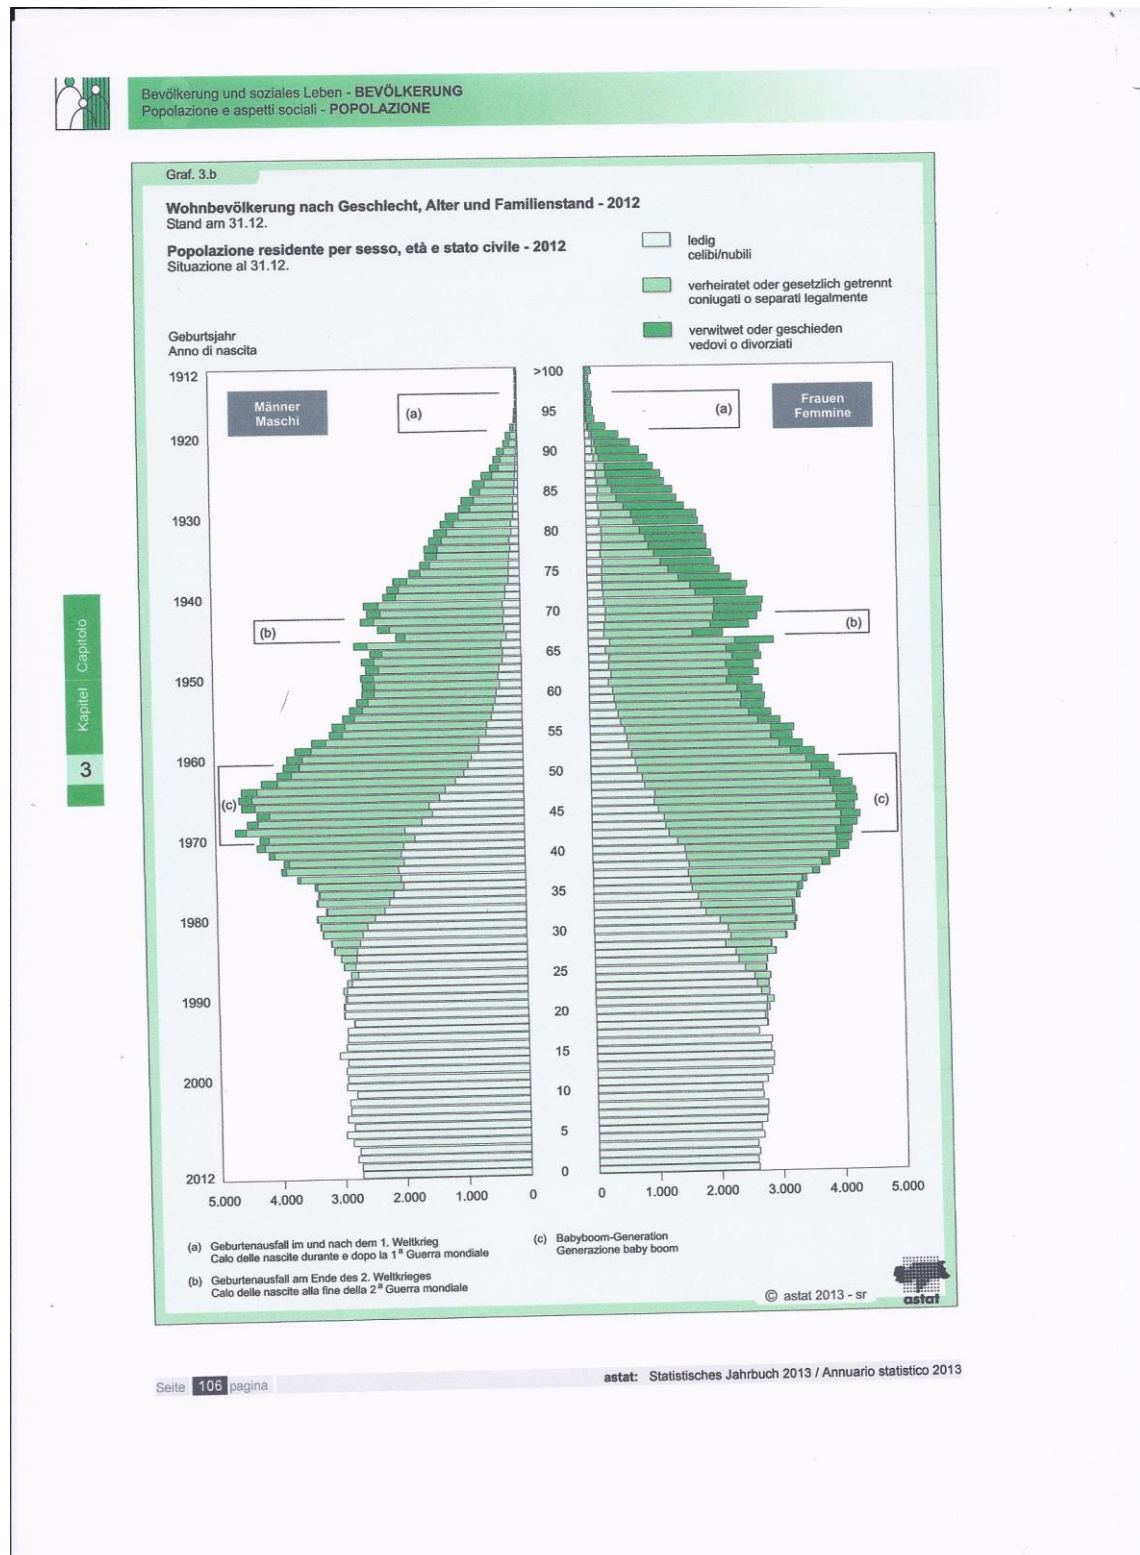 Bevölkerung und soziales Leben - BEVÖLKERUNG
Popolazione e aspetti sociali - POPOLAZIONE
Graf. 3.b
Wohnbevölkerung nach Geschlecht, Alter und Familienstand - 2012
Stand am 31.12.
Popolazione residente per sesso, età e stato civile - 2012
Situazione al 31.12.
ledig
celibi/nubili
verheiratet oder gesetzlich getrennt
coniugati o separati legalmente
verwitwet oder geschieden
vedovi o divorziati
Geburtsjahr
Anno di nascita
Männer
Maschi
Frauen
Femmine
1912
1920
1930
1940
1950
1960
1970
1980
1990
2000
2012
(a)
(b)
(c)
>100
95
90
85
80
75
70
65
60
55
50
45
40
35
30
25
20
15
10
5
0
(a)
(b)
(c)
5.000 4.000 3.000 2.000 1.000 0
0 1.000 2.000 3.000 4.000 5.000
(a) Geburtenausfall im und nach dem 1. Weltkrieg
Calo delle nascite durante e dopo la 1ª Guerra mondiale
(b) Geburtenausfall am Ende des 2. Weltkrieges
Calo delle nascite alla fine della 2ª Guerra mondiale
(c) Babyboom-Generation
Generazione baby boom
© astat 2013 - sr
astat
Kapitel Capitolo
3
Seite 106 pagina
astat: Statistisches Jahrbuch 2013 / Annuario statistico 2013